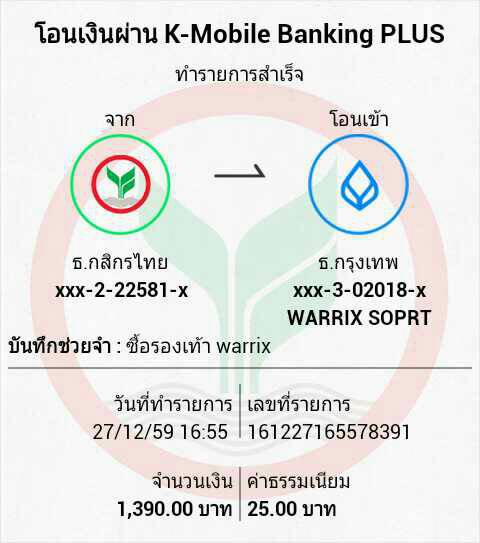 โอนเงินผ่าน K-Mobile Banking PLUS
ทำรายการสำเร็จ
จาก
โอนเข้า
ธ.กสิกรไทย
ธ.กรุงเทพ
xxx-2-22581-x
xxx-3-02018-x
WARRIX SOPRT
บันทึกช่วยจำ : ซื้อรองเท้า warrix
วันที่ทำรายการ
เลขที่รายการ
27/12/59 16:55
161227165578391
จำนวนเงิน
ค่าธรรมเนียม
1,390.00 บาท
25.00 บาท